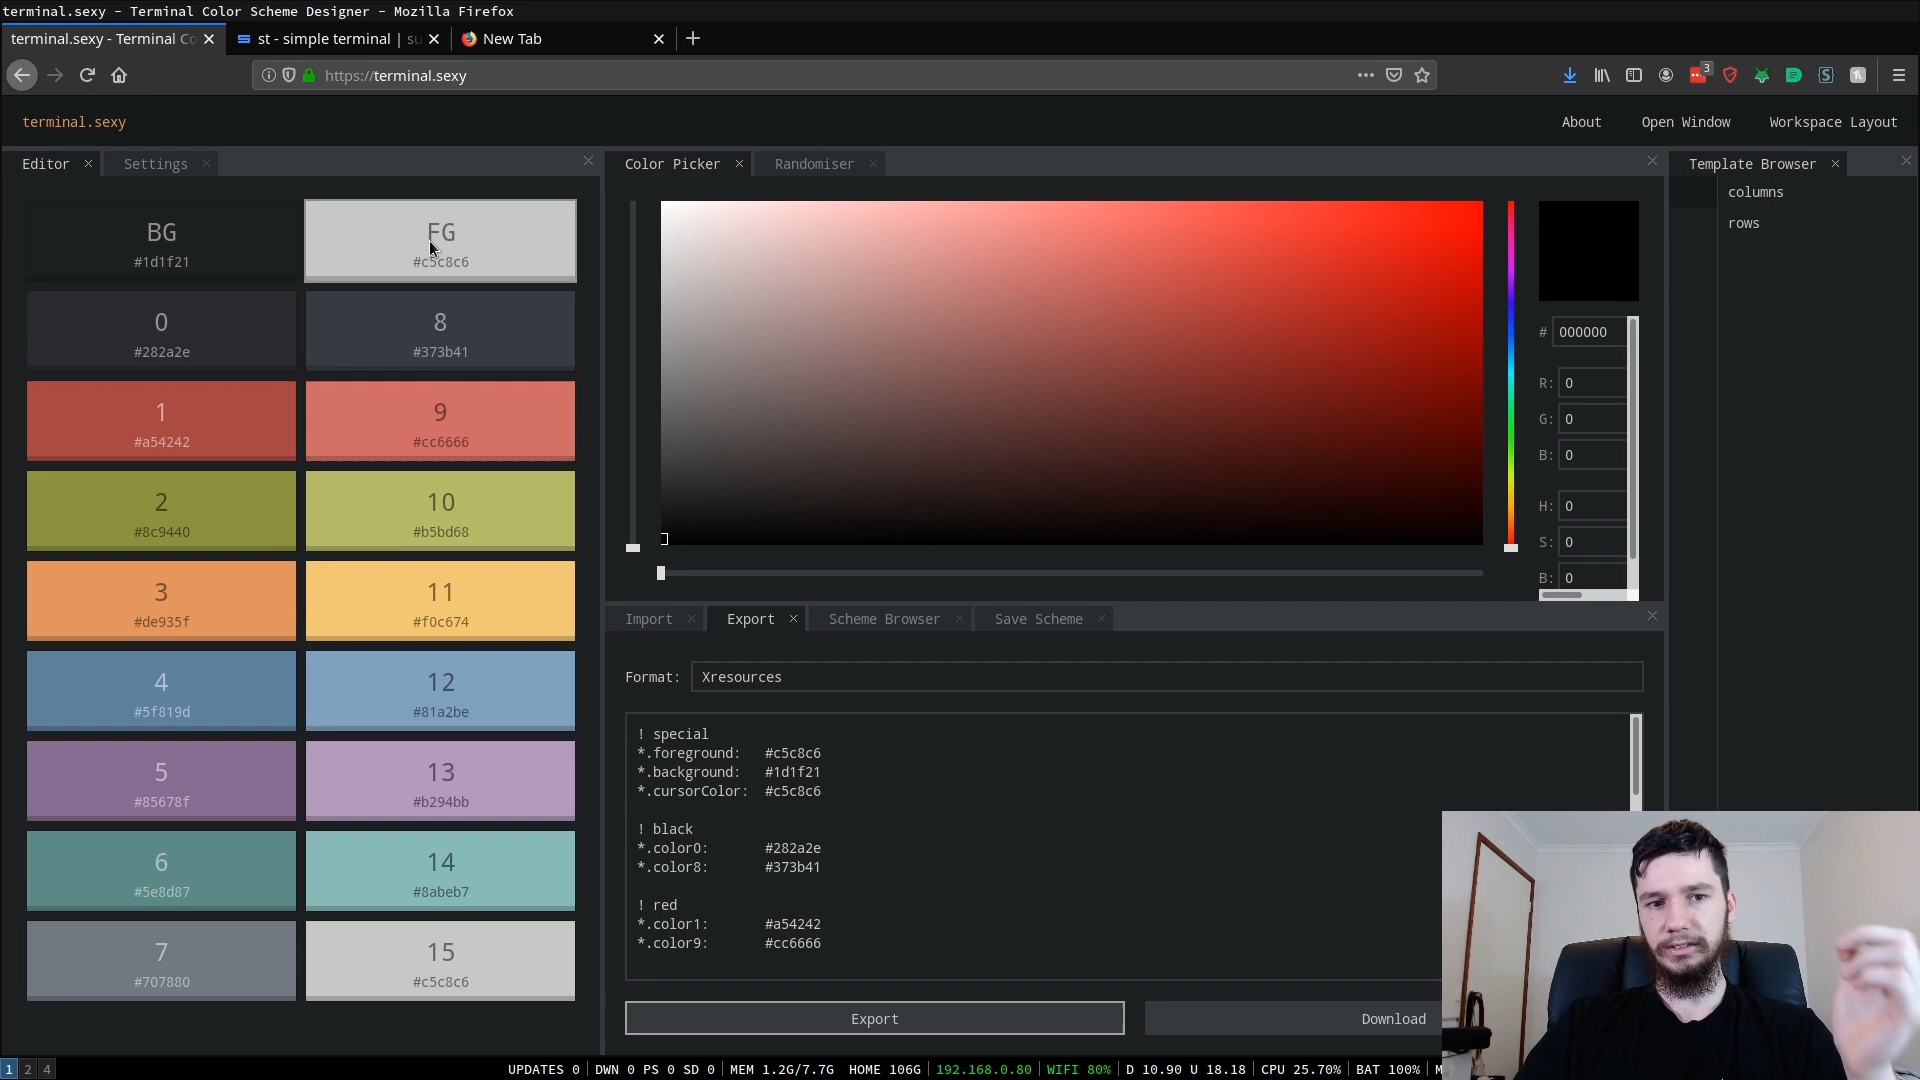 terminal.sexy - Terminal Color Scheme Designer - Mozilla Firefox
terminal.sexy - Terminal Co
st - simple terminal | su
New Tab
https://terminal.sexy
3
terminal.sexy
About
Open Window
Workspace Layout
Editor
Settings
Color Picker
Randomiser
Template Browser
BG
#1d1f21
FG
#c5c8c6
0
#282a2e
8
#373b41
1
#a54242
9
#cc6666
2
#8c9440
10
#b5bd68
3
#de935f
11
#f0c674
4
#5f819d
12
#81a2be
5
#85678f
13
#b294bb
6
#5e8d87
14
#8abeb7
7
#707880
15
#c5c8c6
# 000000
R: 0
G: 0
B: 0
H: 0
S: 0
B: 0
columns
rows
Import
Export
Scheme Browser
Save Scheme
Format: Xresources
! special
*.foreground: #c5c8c6
*.background: #1d1f21
*.cursorColor: #c5c8c6
! black
*.color0: #282a2e
*.color8: #373b41
! red
*.color1: #a54242
*.color9: #cc6666
Export
Download
1 2 4
UPDATES 0 | DWN 0 PS 0 SD 0 | MEM 1.2G/7.7G HOME 106G | 192.168.0.80 | WIFI 80% | D 10.90 U 18.18 | CPU 25.70% | BAT 100% |